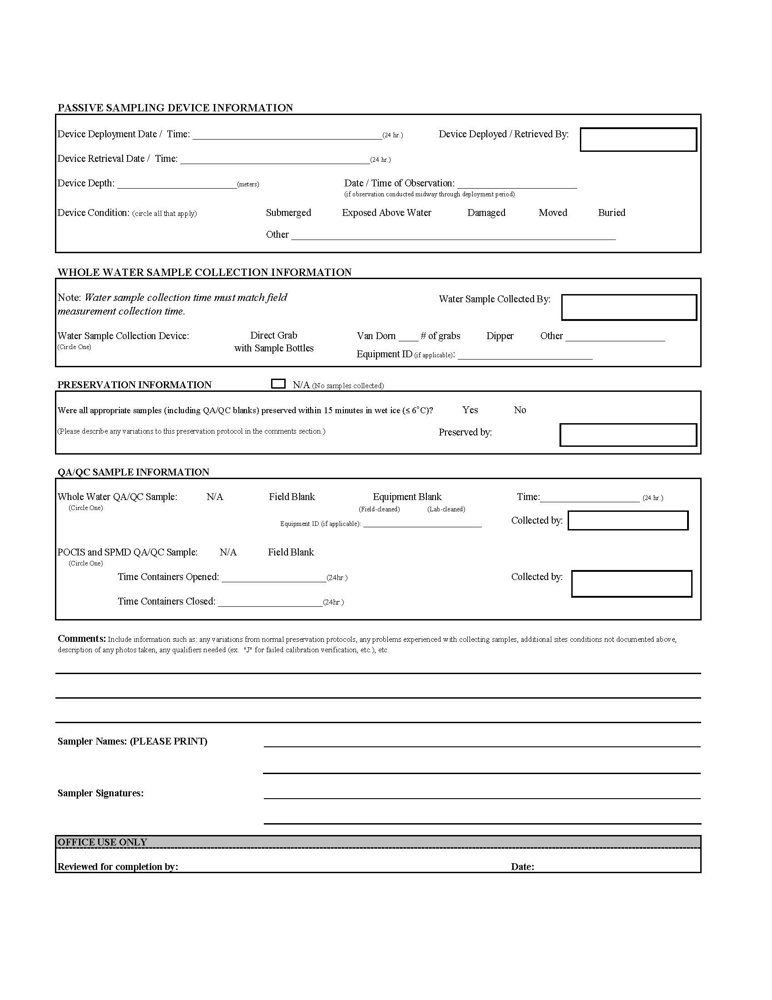 PASSIVE SAMPLING DEVICE INFORMATION
Device Deployment Date / Time: (24 hr.) Device Deployed / Retrieved By:
Device Retrieval Date / Time: (24 hr.)
Device Depth: (meters) Date / Time of Observation:
(if observation conducted midway through deployment period)
Device Condition: (circle all that apply) Submerged Exposed Above Water Damaged Moved Buried
Other
WHOLE WATER SAMPLE COLLECTION INFORMATION
Note: Water sample collection time must match field Water Sample Collected By:
measurement collection time.
Water Sample Collection Device: Direct Grab Van Dorn ____ # of grabs Dipper Other
(Circle One) with Sample Bottles
Equipment ID (if applicable):
PRESERVATION INFORMATION N/A (No samples collected)
Were all appropriate samples (including QA/QC blanks) preserved within 15 minutes in wet ice (≤ 6°C)? Yes No
(Please describe any variations to this preservation protocol in the comments section.) Preserved by:
QA/QC SAMPLE INFORMATION
Whole Water QA/QC Sample: N/A Field Blank Equipment Blank Time: (24 hr.)
(Circle One) (Field-cleaned) (Lab-cleaned)
Equipment ID (if applicable): Collected by:
POCIS and SPMD QA/QC Sample: N/A Field Blank
(Circle One)
Time Containers Opened: (24hr.) Collected by:
Time Containers Closed: (24hr.)
Comments: Include information such as: any variations from normal preservation protocols, any problems experienced with collecting samples, additional sites conditions not documented above,
description of any photos taken, any qualifiers needed (ex. "J" for failed calibration verification, etc.), etc.
Sampler Names: (PLEASE PRINT)
Sampler Signatures:
OFFICE USE ONLY
Reviewed for completion by: Date: